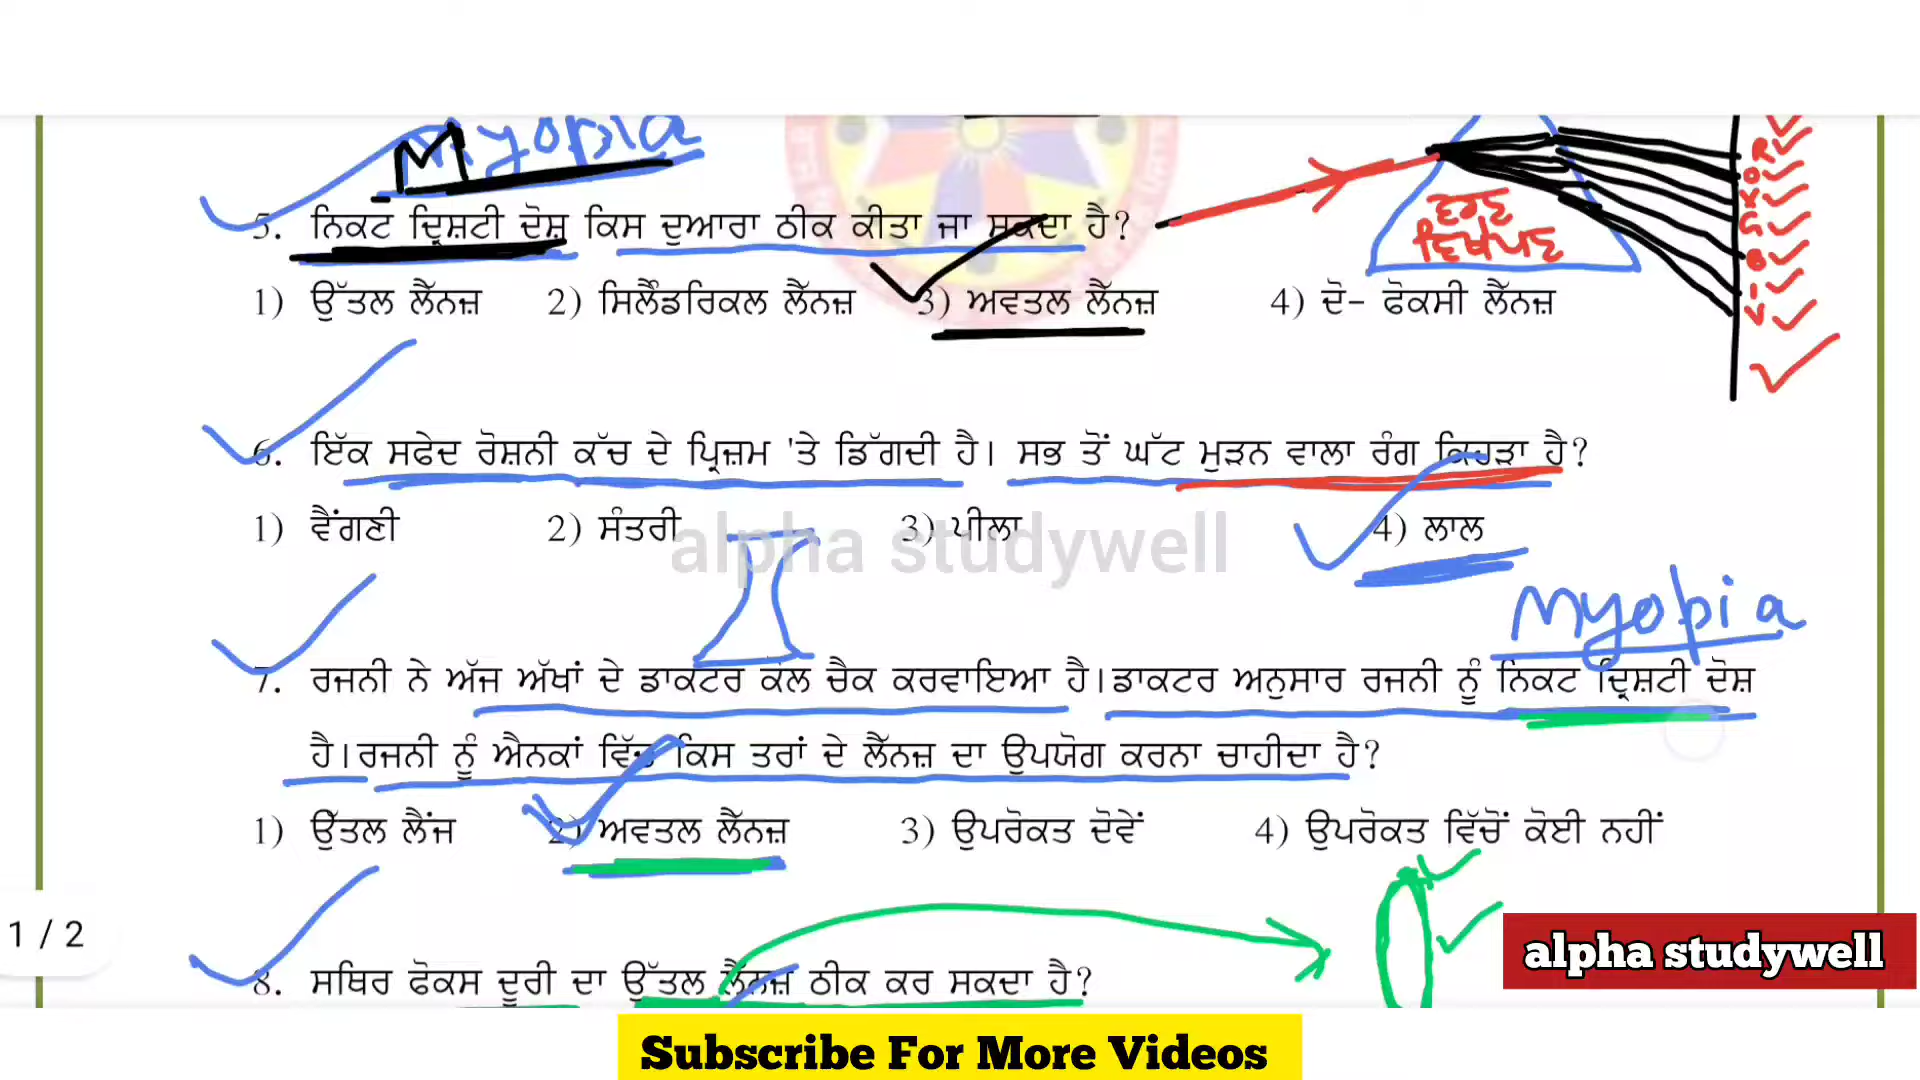 Myopia
5. ਨਿਕਟ ਦ੍ਰਿਸ਼ਟੀ ਦੋਸ਼ ਕਿਸ ਦੁਆਰਾ ਠੀਕ ਕੀਤਾ ਜਾ ਸਕਦਾ ਹੈ?
1) ਉੱਤਲ ਲੈੱਨਜ਼ 2) ਸਿਲੈੰਡਰਿਕਲ ਲੈੱਨਜ਼ 3) ਅਵਤਲ ਲੈੱਨਜ਼ 4) ਦੋ- ਫੋਕਸੀ ਲੈੱਨਜ਼
R
O
Y
G
B
I
V
6. ਇੱਕ ਸਫੇਦ ਰੋਸ਼ਨੀ ਕੱਚ ਦੇ ਪ੍ਰਿਜ਼ਮ 'ਤੇ ਡਿੱਗਦੀ ਹੈ। ਸਭ ਤੋਂ ਘੱਟ ਮੁੜਨ ਵਾਲਾ ਰੰਗ ਕਿਹੜਾ ਹੈ?
1) ਵੈਂਗਣੀ 2) ਸੰਤਰੀ 3) ਪੀਲਾ 4) ਲਾਲ
alpha studywell
Myopia
7. ਰਜਨੀ ਨੇ ਅੱਜ ਅੱਖਾਂ ਦੇ ਡਾਕਟਰ ਕੋਲ ਚੈਕ ਕਰਵਾਇਆ ਹੈ।ਡਾਕਟਰ ਅਨੁਸਾਰ ਰਜਨੀ ਨੂੰ ਨਿਕਟ ਦ੍ਰਿਸ਼ਟੀ ਦੋਸ਼
ਹੈ।ਰਜਨੀ ਨੂੰ ਐਨਕਾਂ ਵਿੱਚ ਕਿਸ ਤਰਾਂ ਦੇ ਲੈੱਨਜ਼ ਦਾ ਉਪਯੋਗ ਕਰਨਾ ਚਾਹੀਦਾ ਹੈ?
1) ਉੱਤਲ ਲੈਂਜ 2) ਅਵਤਲ ਲੈੱਨਜ਼ 3) ਉਪਰੋਕਤ ਦੋਵੇਂ 4) ਉਪਰੋਕਤ ਵਿੱਚੋਂ ਕੋਈ ਨਹੀਂ
1 / 2
alpha studywell
8. ਸਥਿਰ ਫੋਕਸ ਦੂਰੀ ਦਾ ਉੱਤਲ ਲੈੱਨਜ਼ ਠੀਕ ਕਰ ਸਕਦਾ ਹੈ?
Subscribe For More Videos